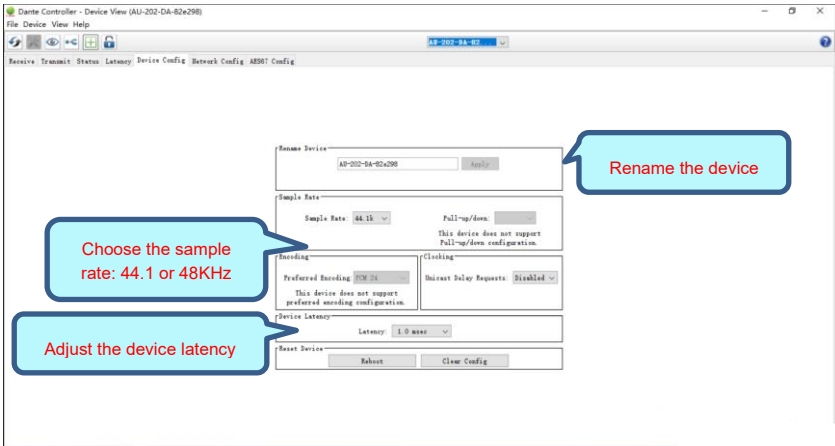 Dante Controller - Device View (AU-202-DA-82e298)
File Device View Help
AU-202-DA-82...
Receive Transmit Status Latency Device Config Network Config AES67 Config
Rename Device
AU-202-DA-82e298 Apply
Rename the device
Sample Rate
Sample Rate: 44.1k Pull-up/down:
This device does not support
Pull-up/down configuration.
Choose the sample
rate: 44.1 or 48KHz
Encoding Clocking
Preferred Encoding: PCM 24 Unicast Delay Requests: Disabled
This device does not support
preferred encoding configuration.
Device Latency
Latency: 1.0 msec
Adjust the device latency
Reset Device
Reboot Clear Config